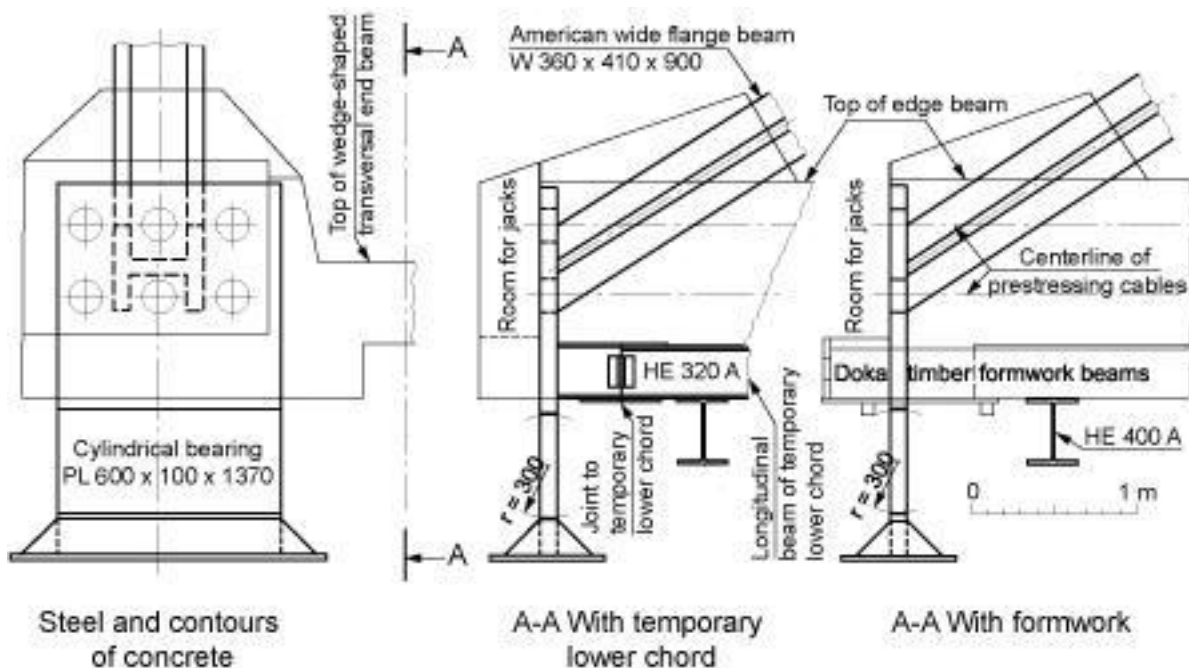 Top of wedge-shaped
transversal end beam
A
American wide flange beam
W 360 x 410 x 900
Top of edge beam
Room for jacks
Room for jacks
Centerline of
prestressing cables
HE 320 A
Doka timber formwork beams
Cylindrical bearing
PL 600 x 100 x 1370
r = 300
Joint to
temporary
lower chord
Longitudinal
beam of temporary
lower chord
r = 300
HE 400 A
0 1 m
A
Steel and contours
of concrete
A-A With temporary
lower chord
A-A With formwork